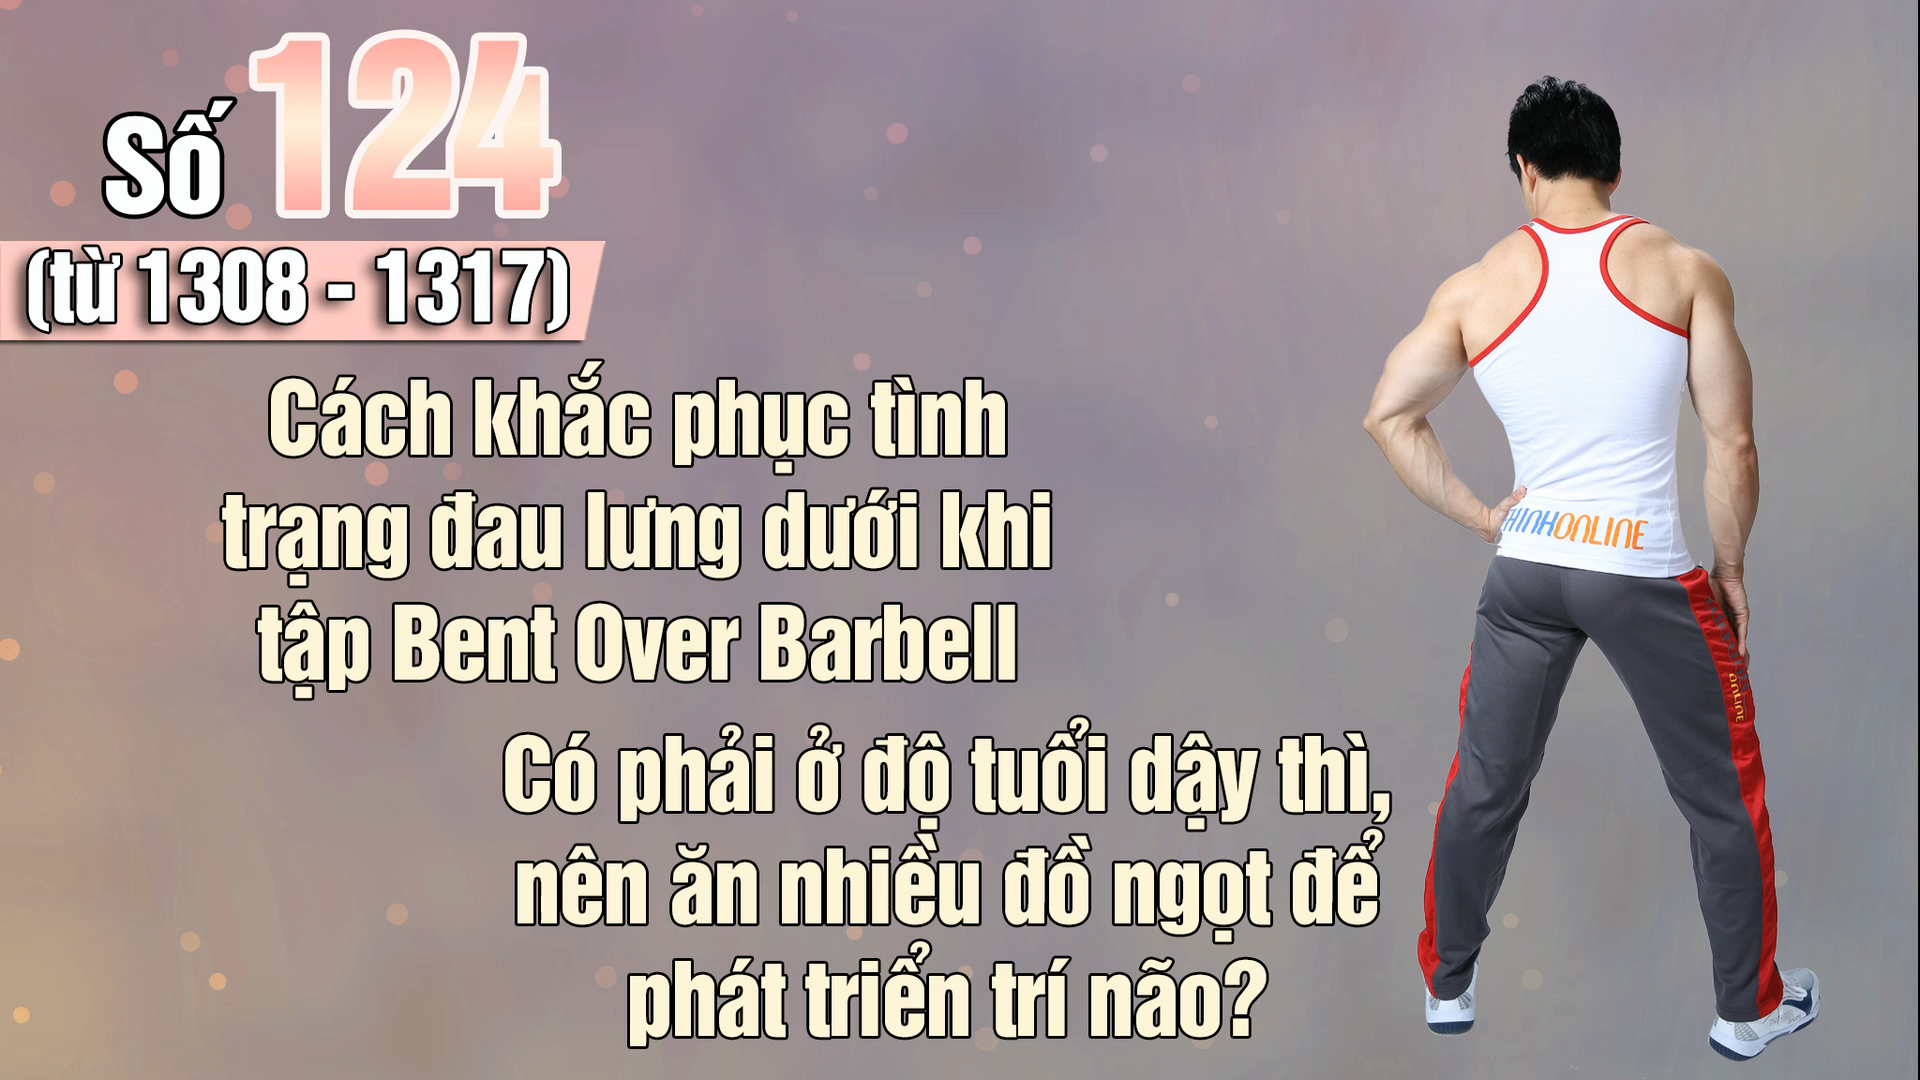 Số 124
(từ 1308 - 1317)
Cách khắc phục tình
trạng đau lưng dưới khi
tập Bent Over Barbell
Có phải ở độ tuổi dậy thì,
nên ăn nhiều đồ ngọt để
phát triển trí não?
HINHONLINE